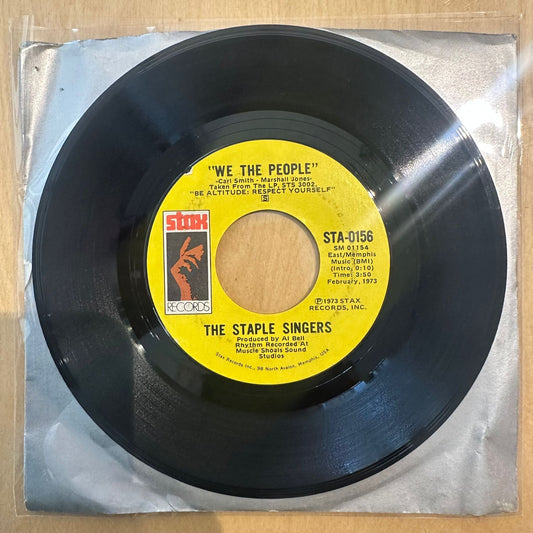 "WE THE PEOPLE"
-Carl Smith - Marshall Jones-
Taken From The LP, STS 3002,
"BE ALTITUDE: RESPECT YOURSELF"
S
stax
RECORDS
STA-0156
SM 01154
East/Memphis
Music (BMI)
(Intro; 0:10)
Time; 3:50
February, 1973
Ⓟ1973 STAX
RECORDS, INC.
THE STAPLE SINGERS
Produced by Al Bell
Rhythm Recorded At
Muscle Shoals Sound
Studios
Stax Records Inc., 98 North Avalon, Memphis, USA